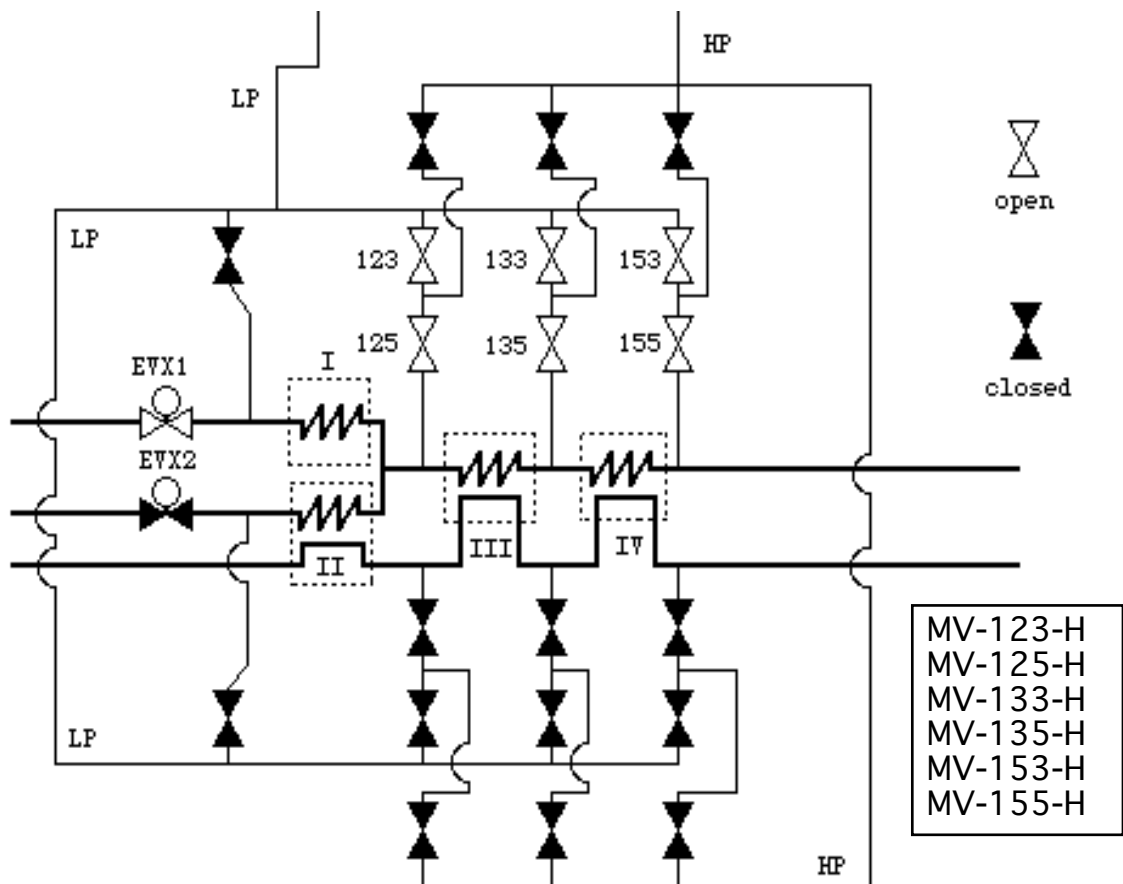 HP
LP
open
LP
123
133
153
125
135
155
EVX1
I
closed
EVX2
III
IV
II
MV-123-H
MV-125-H
MV-133-H
MV-135-H
MV-153-H
MV-155-H
LP
HP